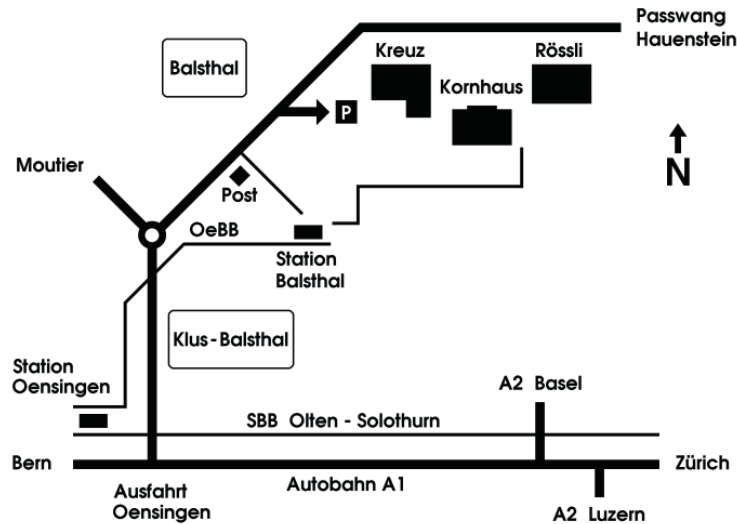 Passwang
Hauenstein
Kreuz
Rössli
Balsthal
Kornhaus
P
Moutier
N
Post
OeBB
Station
Balsthal
Klus-Balsthal
Station
Oensingen
A2 Basel
SBB Olten - Solothurn
Bern
Zürich
Autobahn A1
Ausfahrt
Oensingen
A2 Luzern